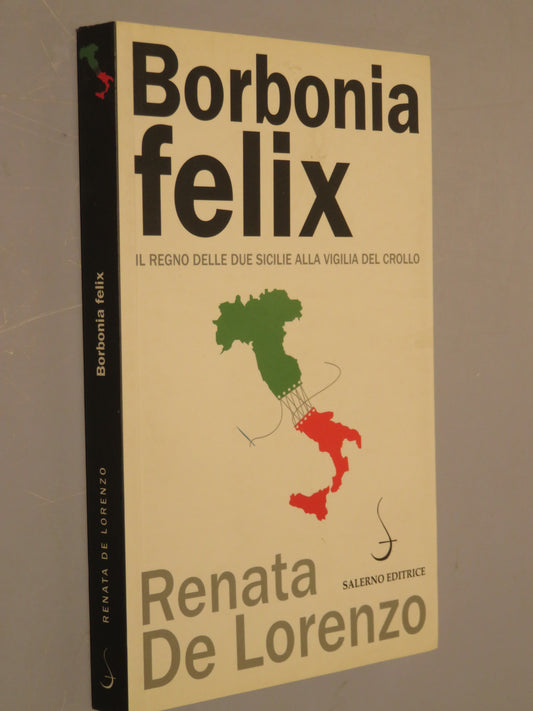 Borbonia
felix
IL REGNO DELLE DUE SICILIE ALLA VIGILIA DEL CROLLO
SALERNO EDITRICE
Renata
De Lorenzo
Borbonia felix
RENATA DE LORENZO